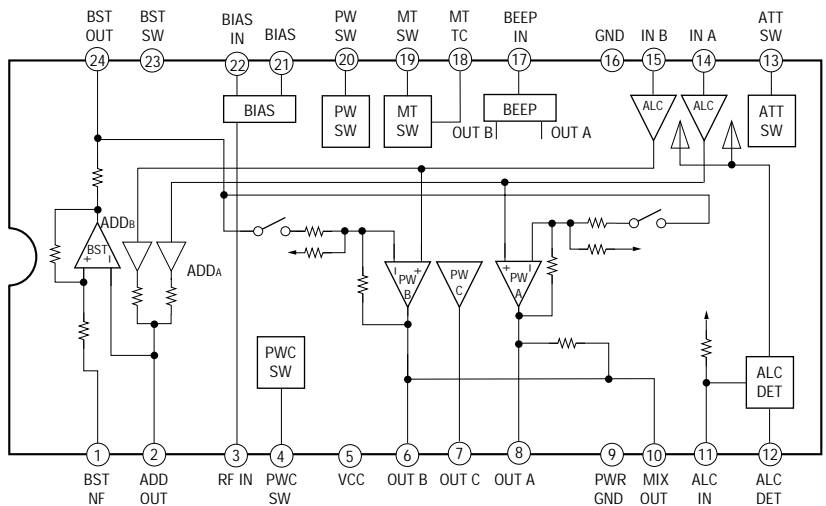 BST OUT
BST SW
BIAS IN
BIAS
PW SW
MT SW
MT TC
BEEP IN
GND
IN B
IN A
ATT SW
24
23
22
21
20
19
18
17
16
15
14
13
BIAS
PW SW
MT SW
BEEP
OUT B
OUT A
ALC
ALC
ATT SW
ADDB
BST
+
–
ADDA
–
+
PW B
PW C
+
–
PW A
PWC SW
ALC DET
1
2
3
4
5
6
7
8
9
10
11
12
BST NF
ADD OUT
RF IN
PWC SW
VCC
OUT B
OUT C
OUT A
PWR GND
MIX OUT
ALC IN
ALC DET